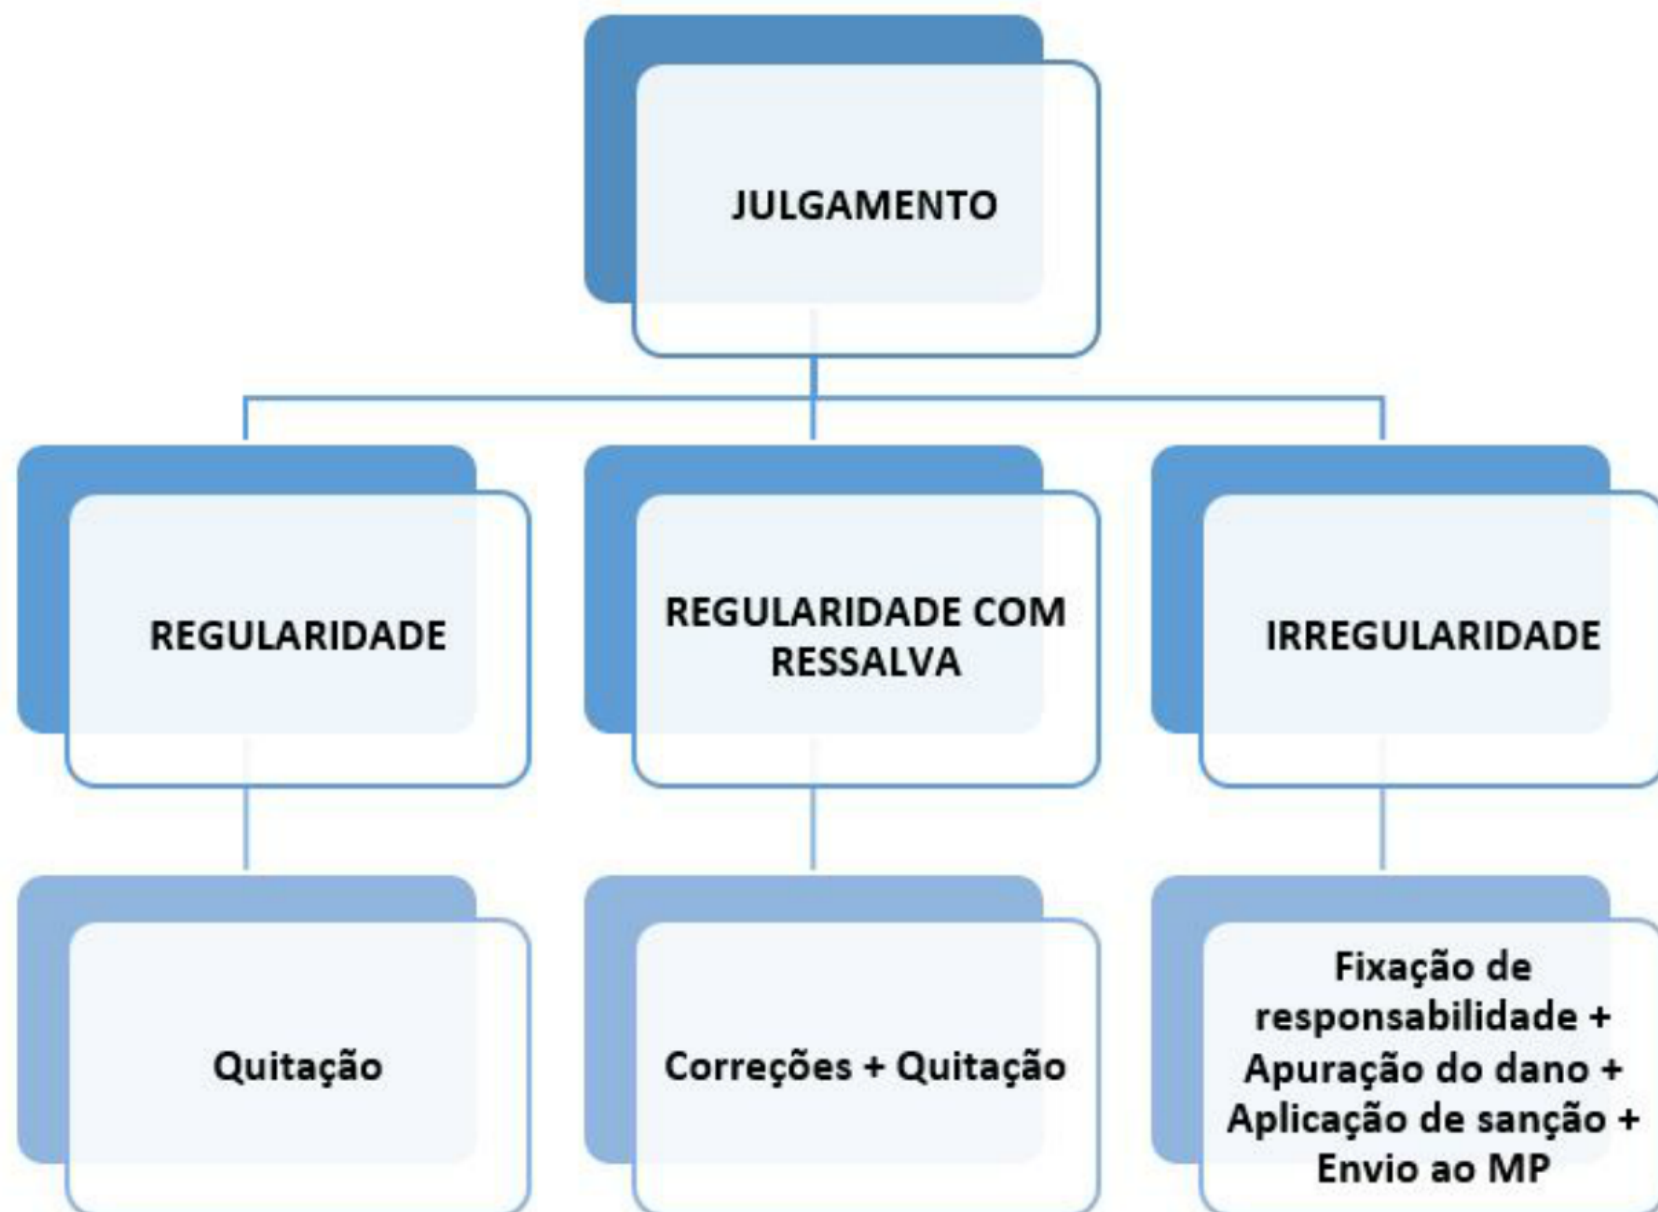 JULGAMENTO
REGULARIDADE
REGULARIDADE COM
RESSALVA
IRREGULARIDADE
Quitação
Correções + Quitação
Fixação de
responsabilidade +
Apuração do dano +
Aplicação de sanção +
Envio ao MP